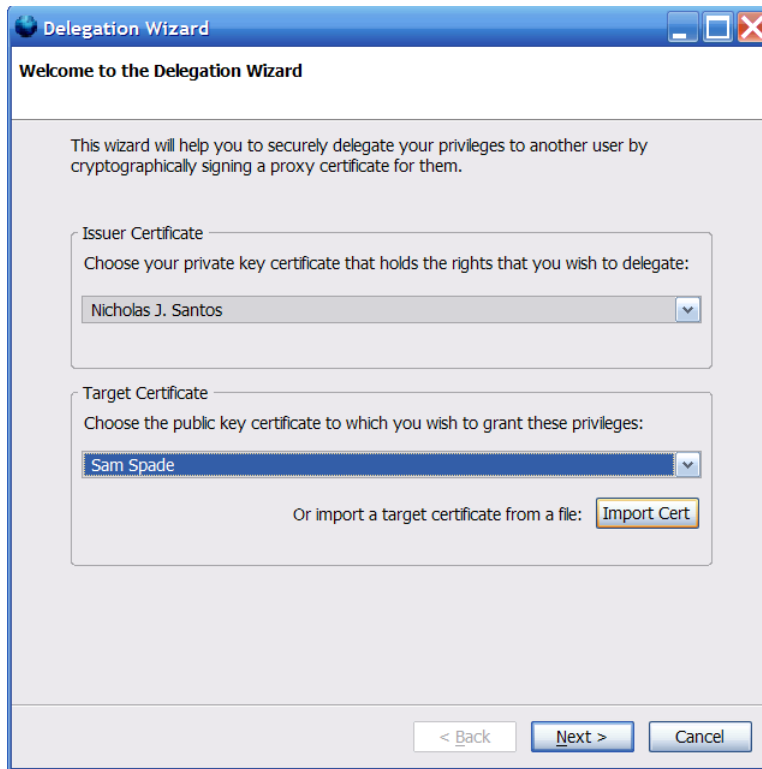 Delegation Wizard
Welcome to the Delegation Wizard
This wizard will help you to securely delegate your privileges to another user by
cryptographically signing a proxy certificate for them.
Issuer Certificate
Choose your private key certificate that holds the rights that you wish to delegate:
Nicholas J. Santos
Target Certificate
Choose the public key certificate to which you wish to grant these privileges:
Sam Spade
Or import a target certificate from a file: Import Cert
< Back Next > Cancel